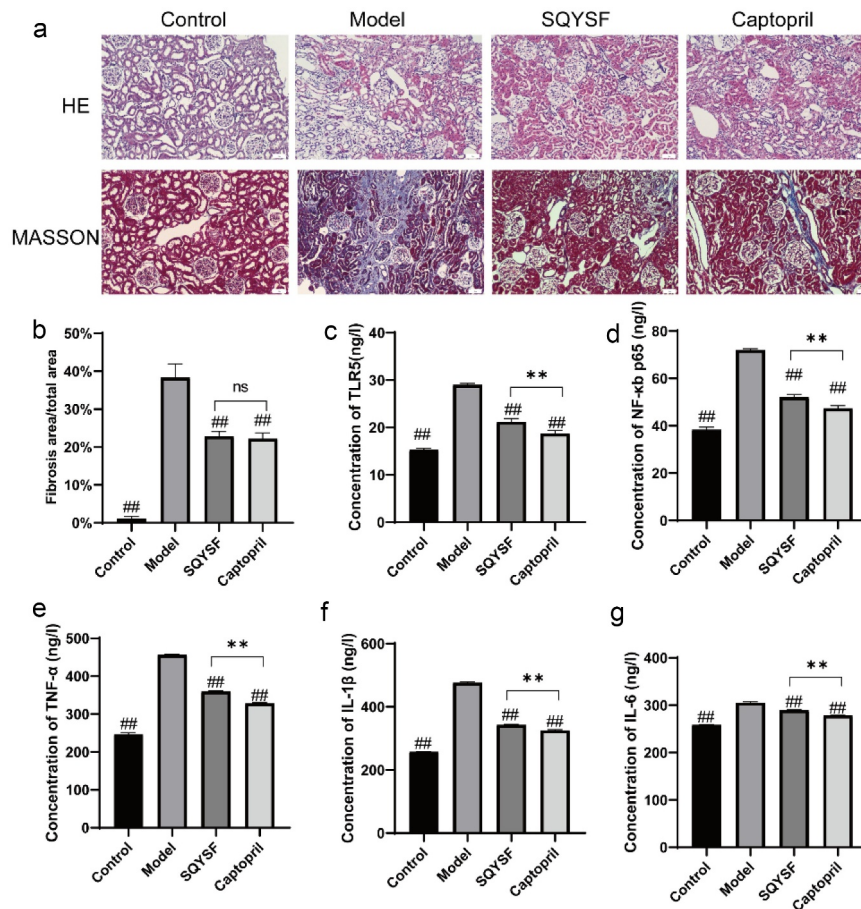 a
Control Model SQYSF Captopril
HE
MASSON
b
Fibrosis area/total area
50%
40%
30%
20%
10%
0%
##
##
##
ns
Control Model SQYSF Captopril
c
Concentration of TLR5(ng/l)
40
30
20
10
0
##
##
##
**
Control Model SQYSF Captopril
d
Concentration of NF-κb p65 (ng/l)
80
60
40
20
0
##
##
##
**
Control Model SQYSF Captopril
e
Concentration of TNF-α (ng/l)
500
400
300
200
100
0
##
##
##
**
Control Model SQYSF Captopril
f
Concentration of IL-1β (ng/l)
600
400
200
0
##
##
##
**
Control Model SQYSF Captopril
g
Concentration of IL-6 (ng/l)
400
300
200
100
0
##
##
##
**
Control Model SQYSF Captopril